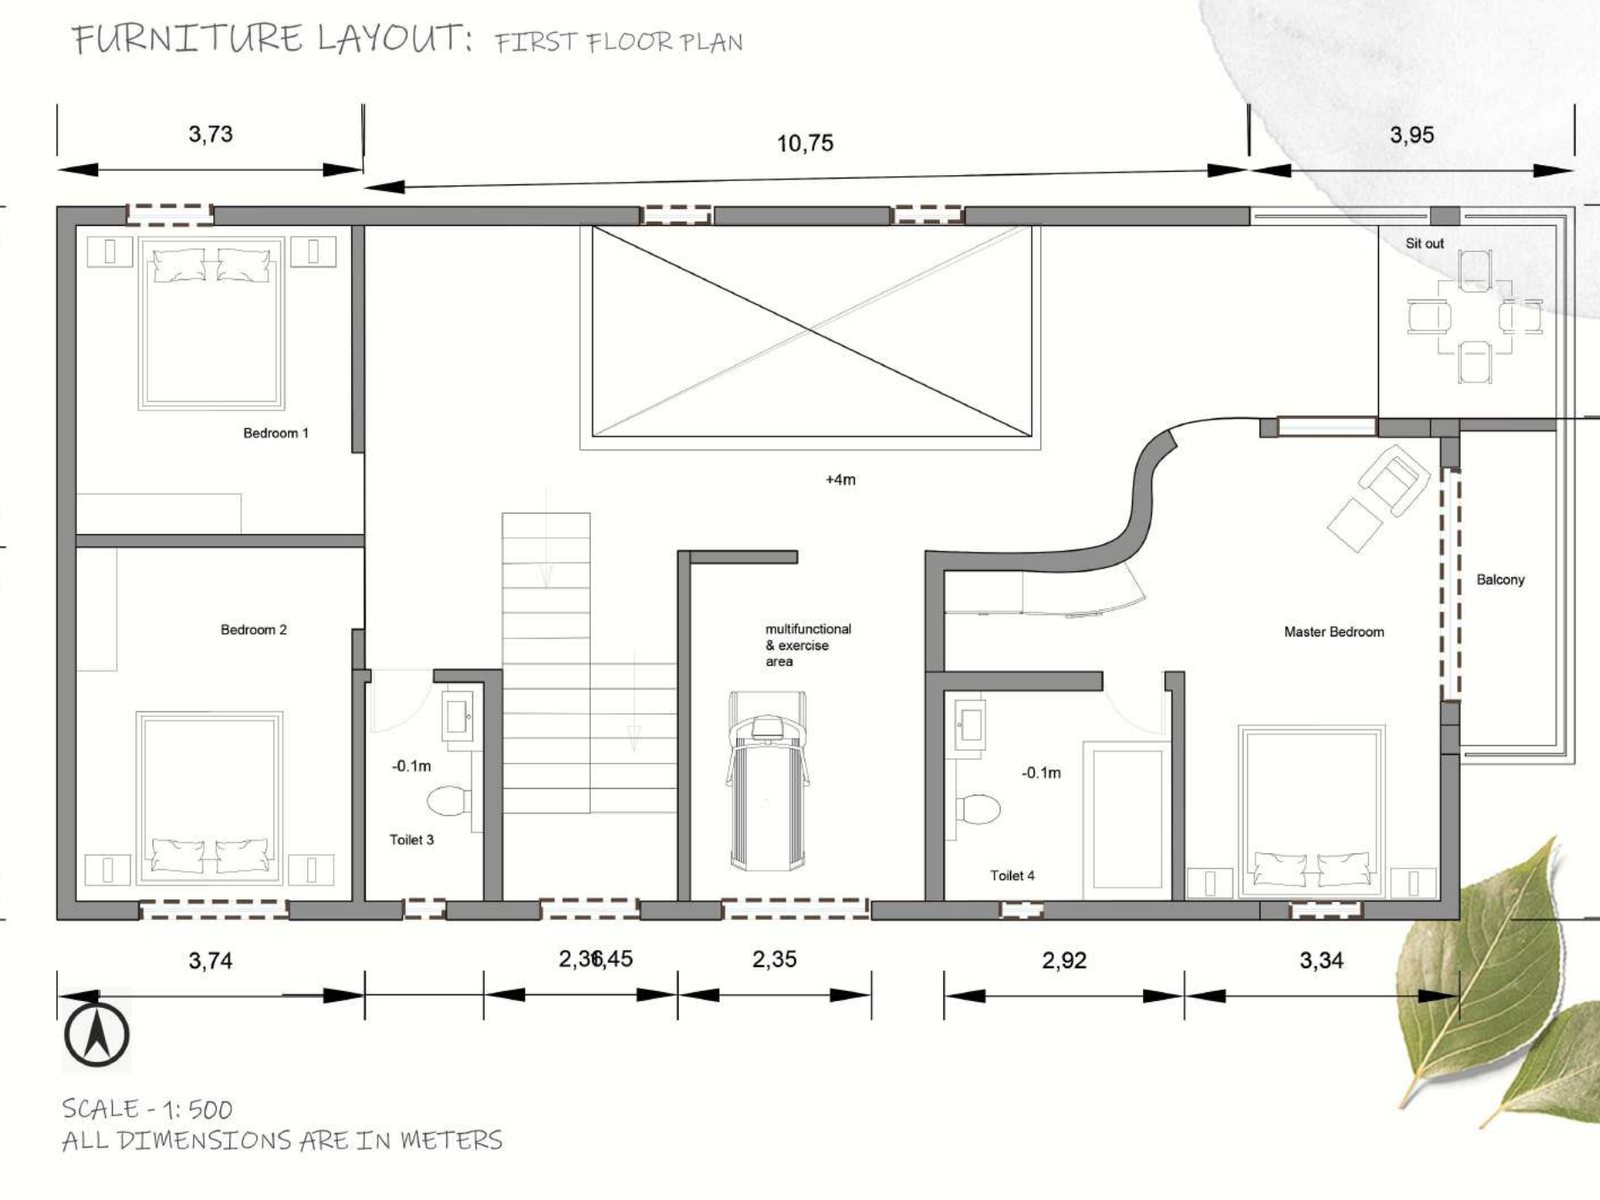 FURNITURE LAYOUT: FIRST FLOOR PLAN
3,73
10,75
3,95
Sit out
Bedroom 1
+4m
Balcony
Bedroom 2
multifunctional
& exercise
area
Master Bedroom
-0.1m
-0.1m
Toilet 3
Toilet 4
3,74
2,35
2,92
3,34
SCALE - 1: 500
ALL DIMENSIONS ARE IN METERS